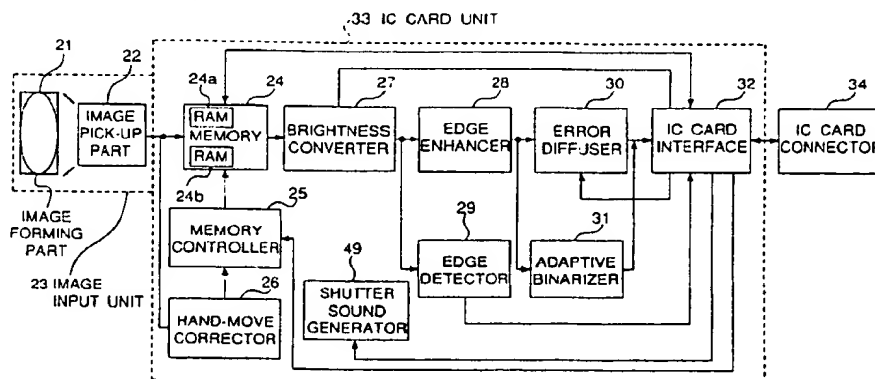 33 IC CARD UNIT
21
22
24a
24
27
28
30
32
34
IMAGE
PICK-UP
PART
RAM
MEMORY
RAM
BRIGHTNESS
CONVERTER
EDGE
ENHANCER
ERROR
DIFFUSER
IC CARD
INTERFACE
IC CARD
CONNECTOR
24b
25
IMAGE
FORMING
PART
MEMORY
CONTROLLER
49
29
31
EDGE
DETECTOR
ADAPTIVE
BINARIZER
23 IMAGE
INPUT UNIT
26
SHUTTER
SOUND
GENERATOR
HAND-MOVE
CORRECTOR